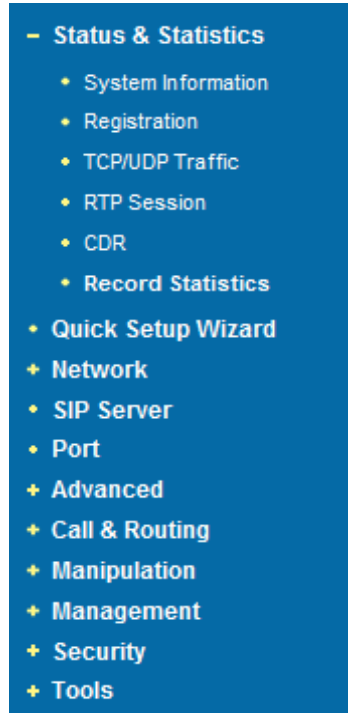 Status & Statistics
System Information
Registration
TCP/UDP Traffic
RTP Session
CDR
Record Statistics
Quick Setup Wizard
Network
SIP Server
Port
Advanced
Call & Routing
Manipulation
Management
Security
Tools